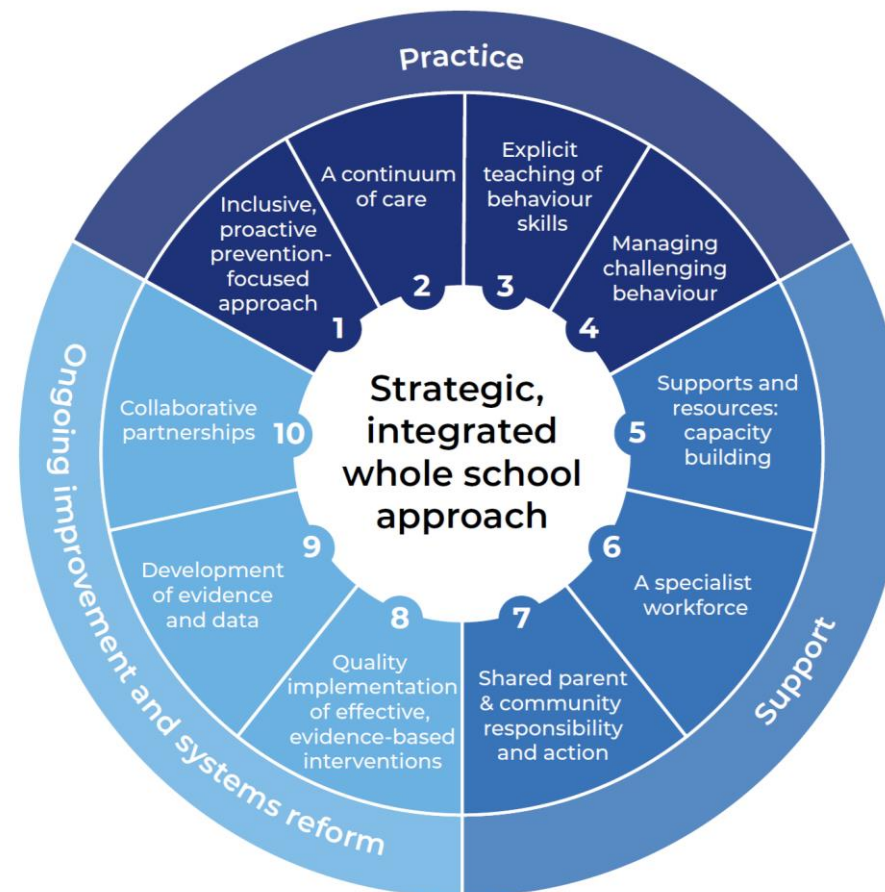 Practice
Inclusive,
proactive
prevention-
focused
approach
1
A continuum
of care
2
Explicit
teaching of
behaviour
skills
3
Managing
challenging
behaviour
4
Support
Supports and
resources:
capacity
building
5
A specialist
workforce
6
Shared parent
& community
responsibility
and action
7
Ongoing improvement and systems reform
Quality
implementation
of effective,
evidence-based
interventions
8
Development
of evidence
and data
9
Collaborative
partnerships
10
Strategic,
integrated
whole school
approach